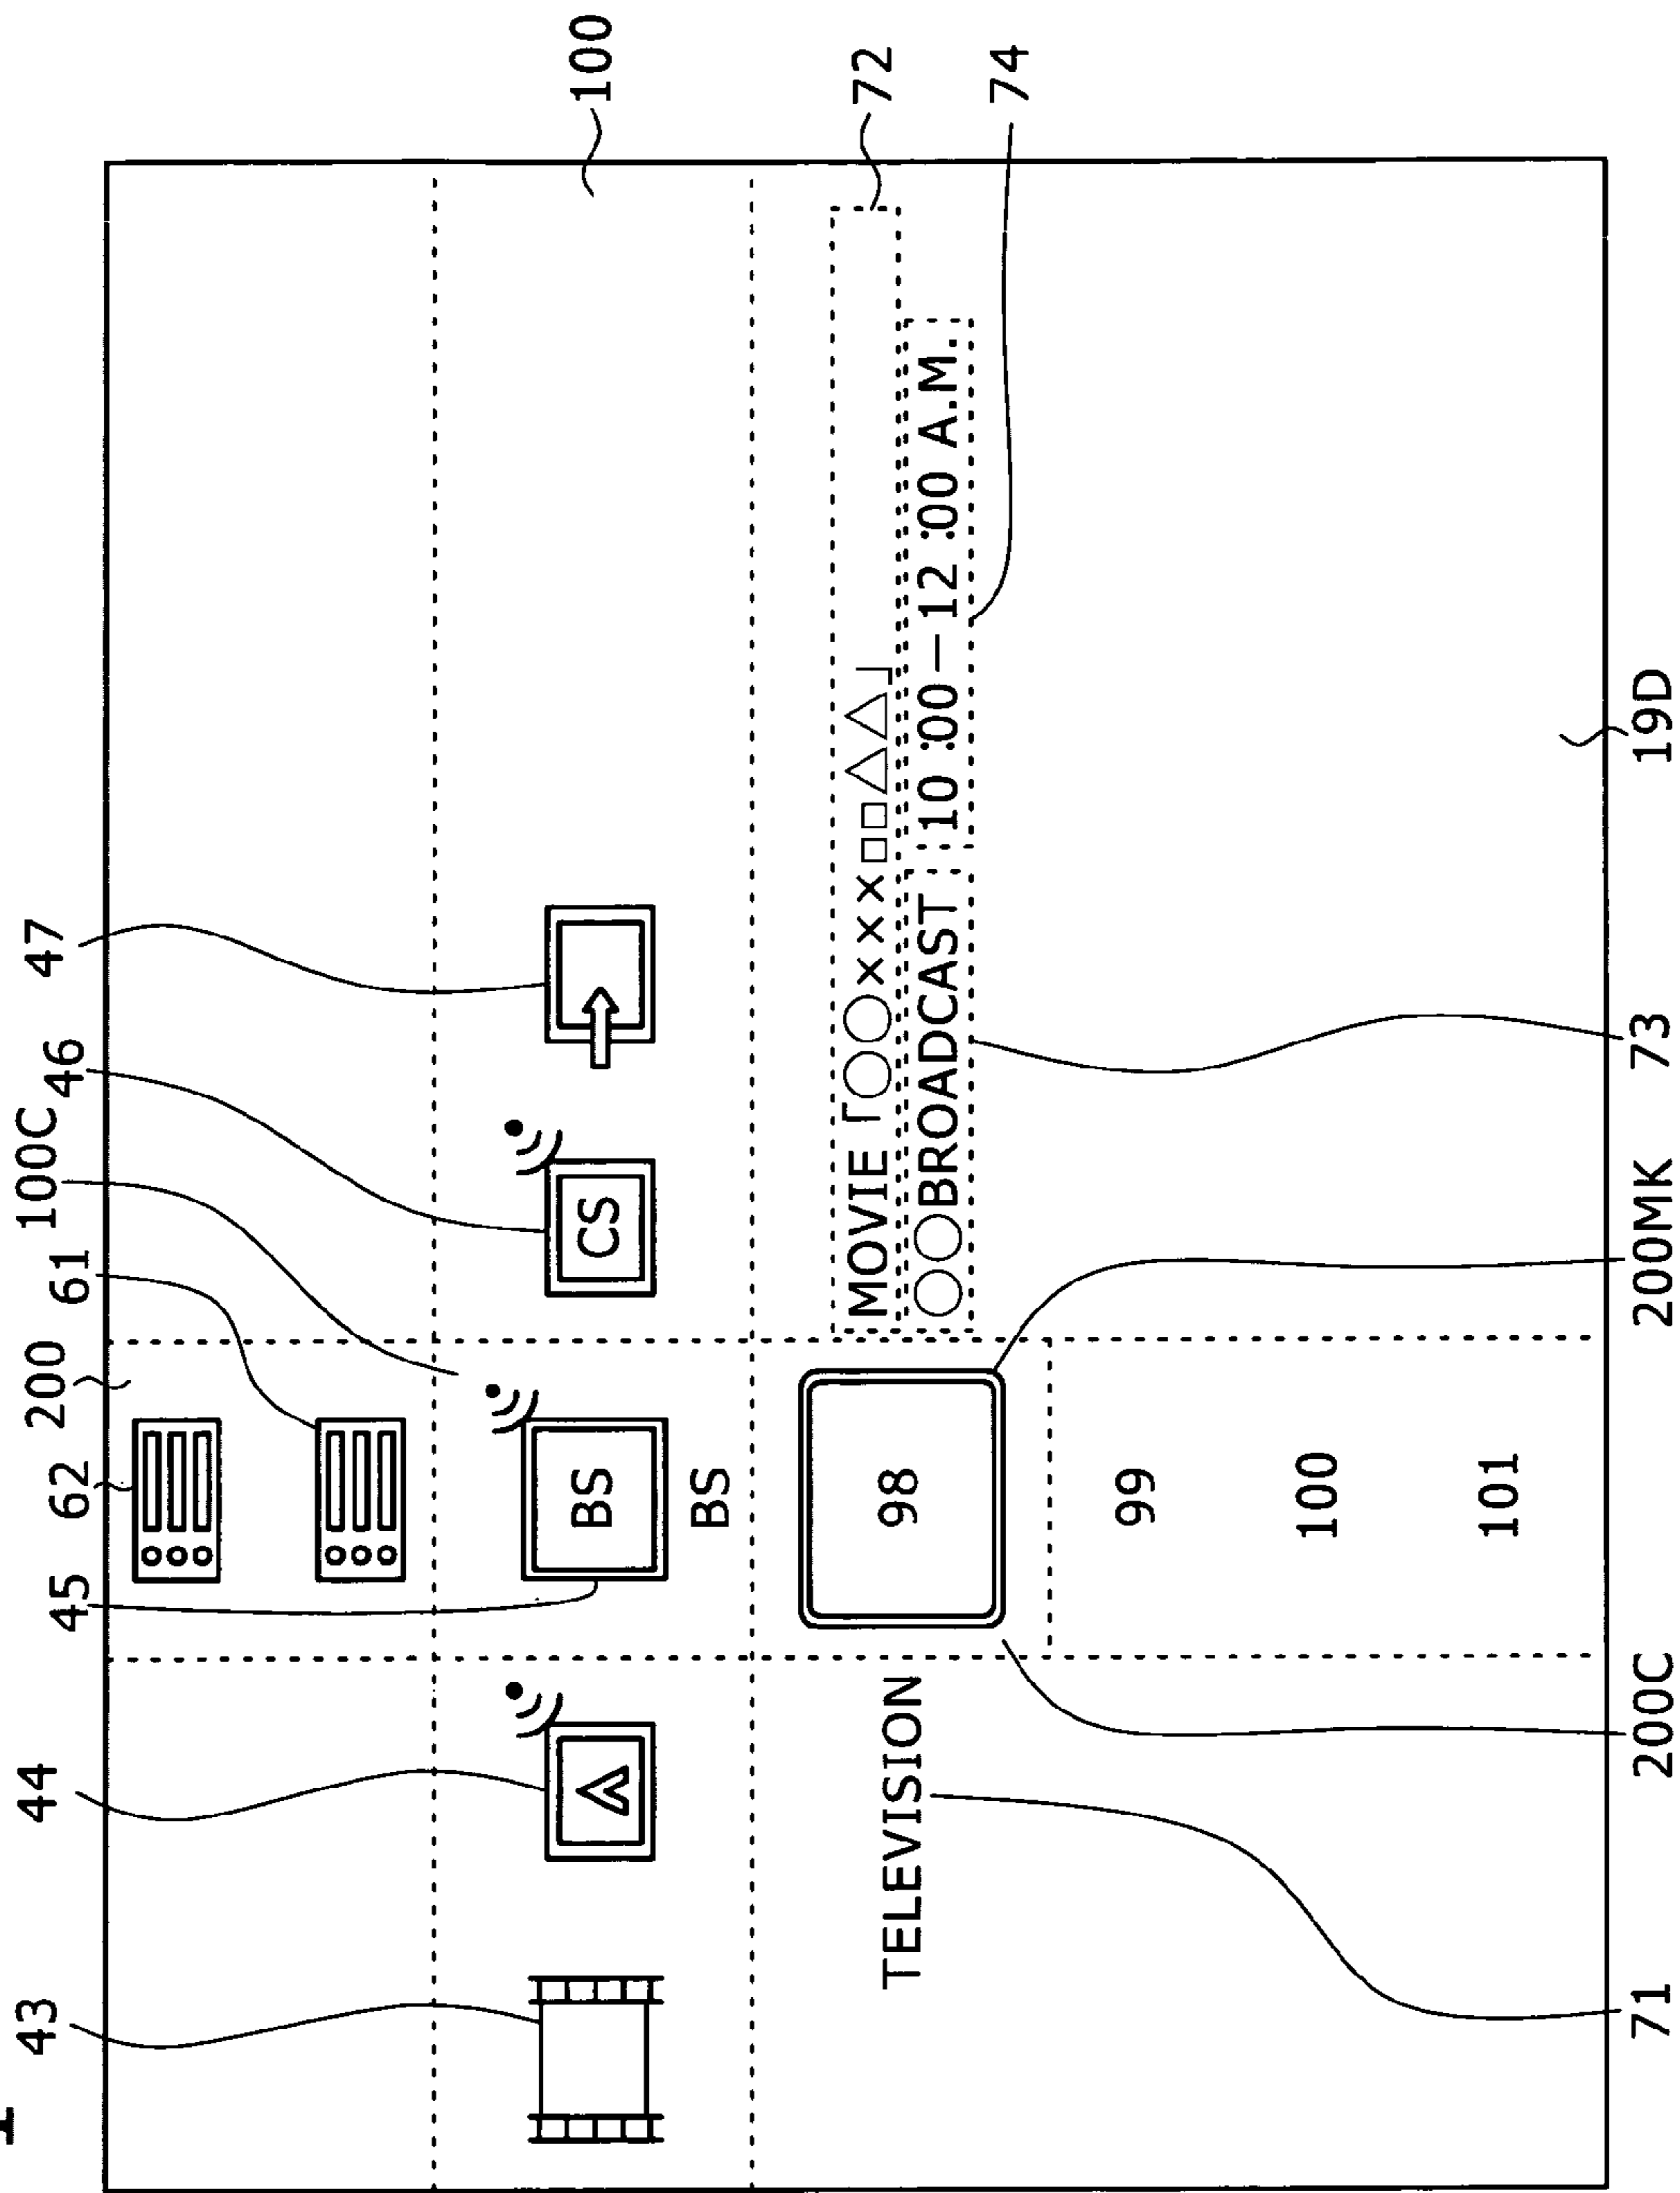 43
44
45
62
200
61
100C
46
47
100
72
74
BS
CS
BS
TELEVISION
98
MOVIE「○○×××□□△△」
○○BROADCAST
10:00—12:00 A.M.
99
100
101
71
200C
200MK
73
19D